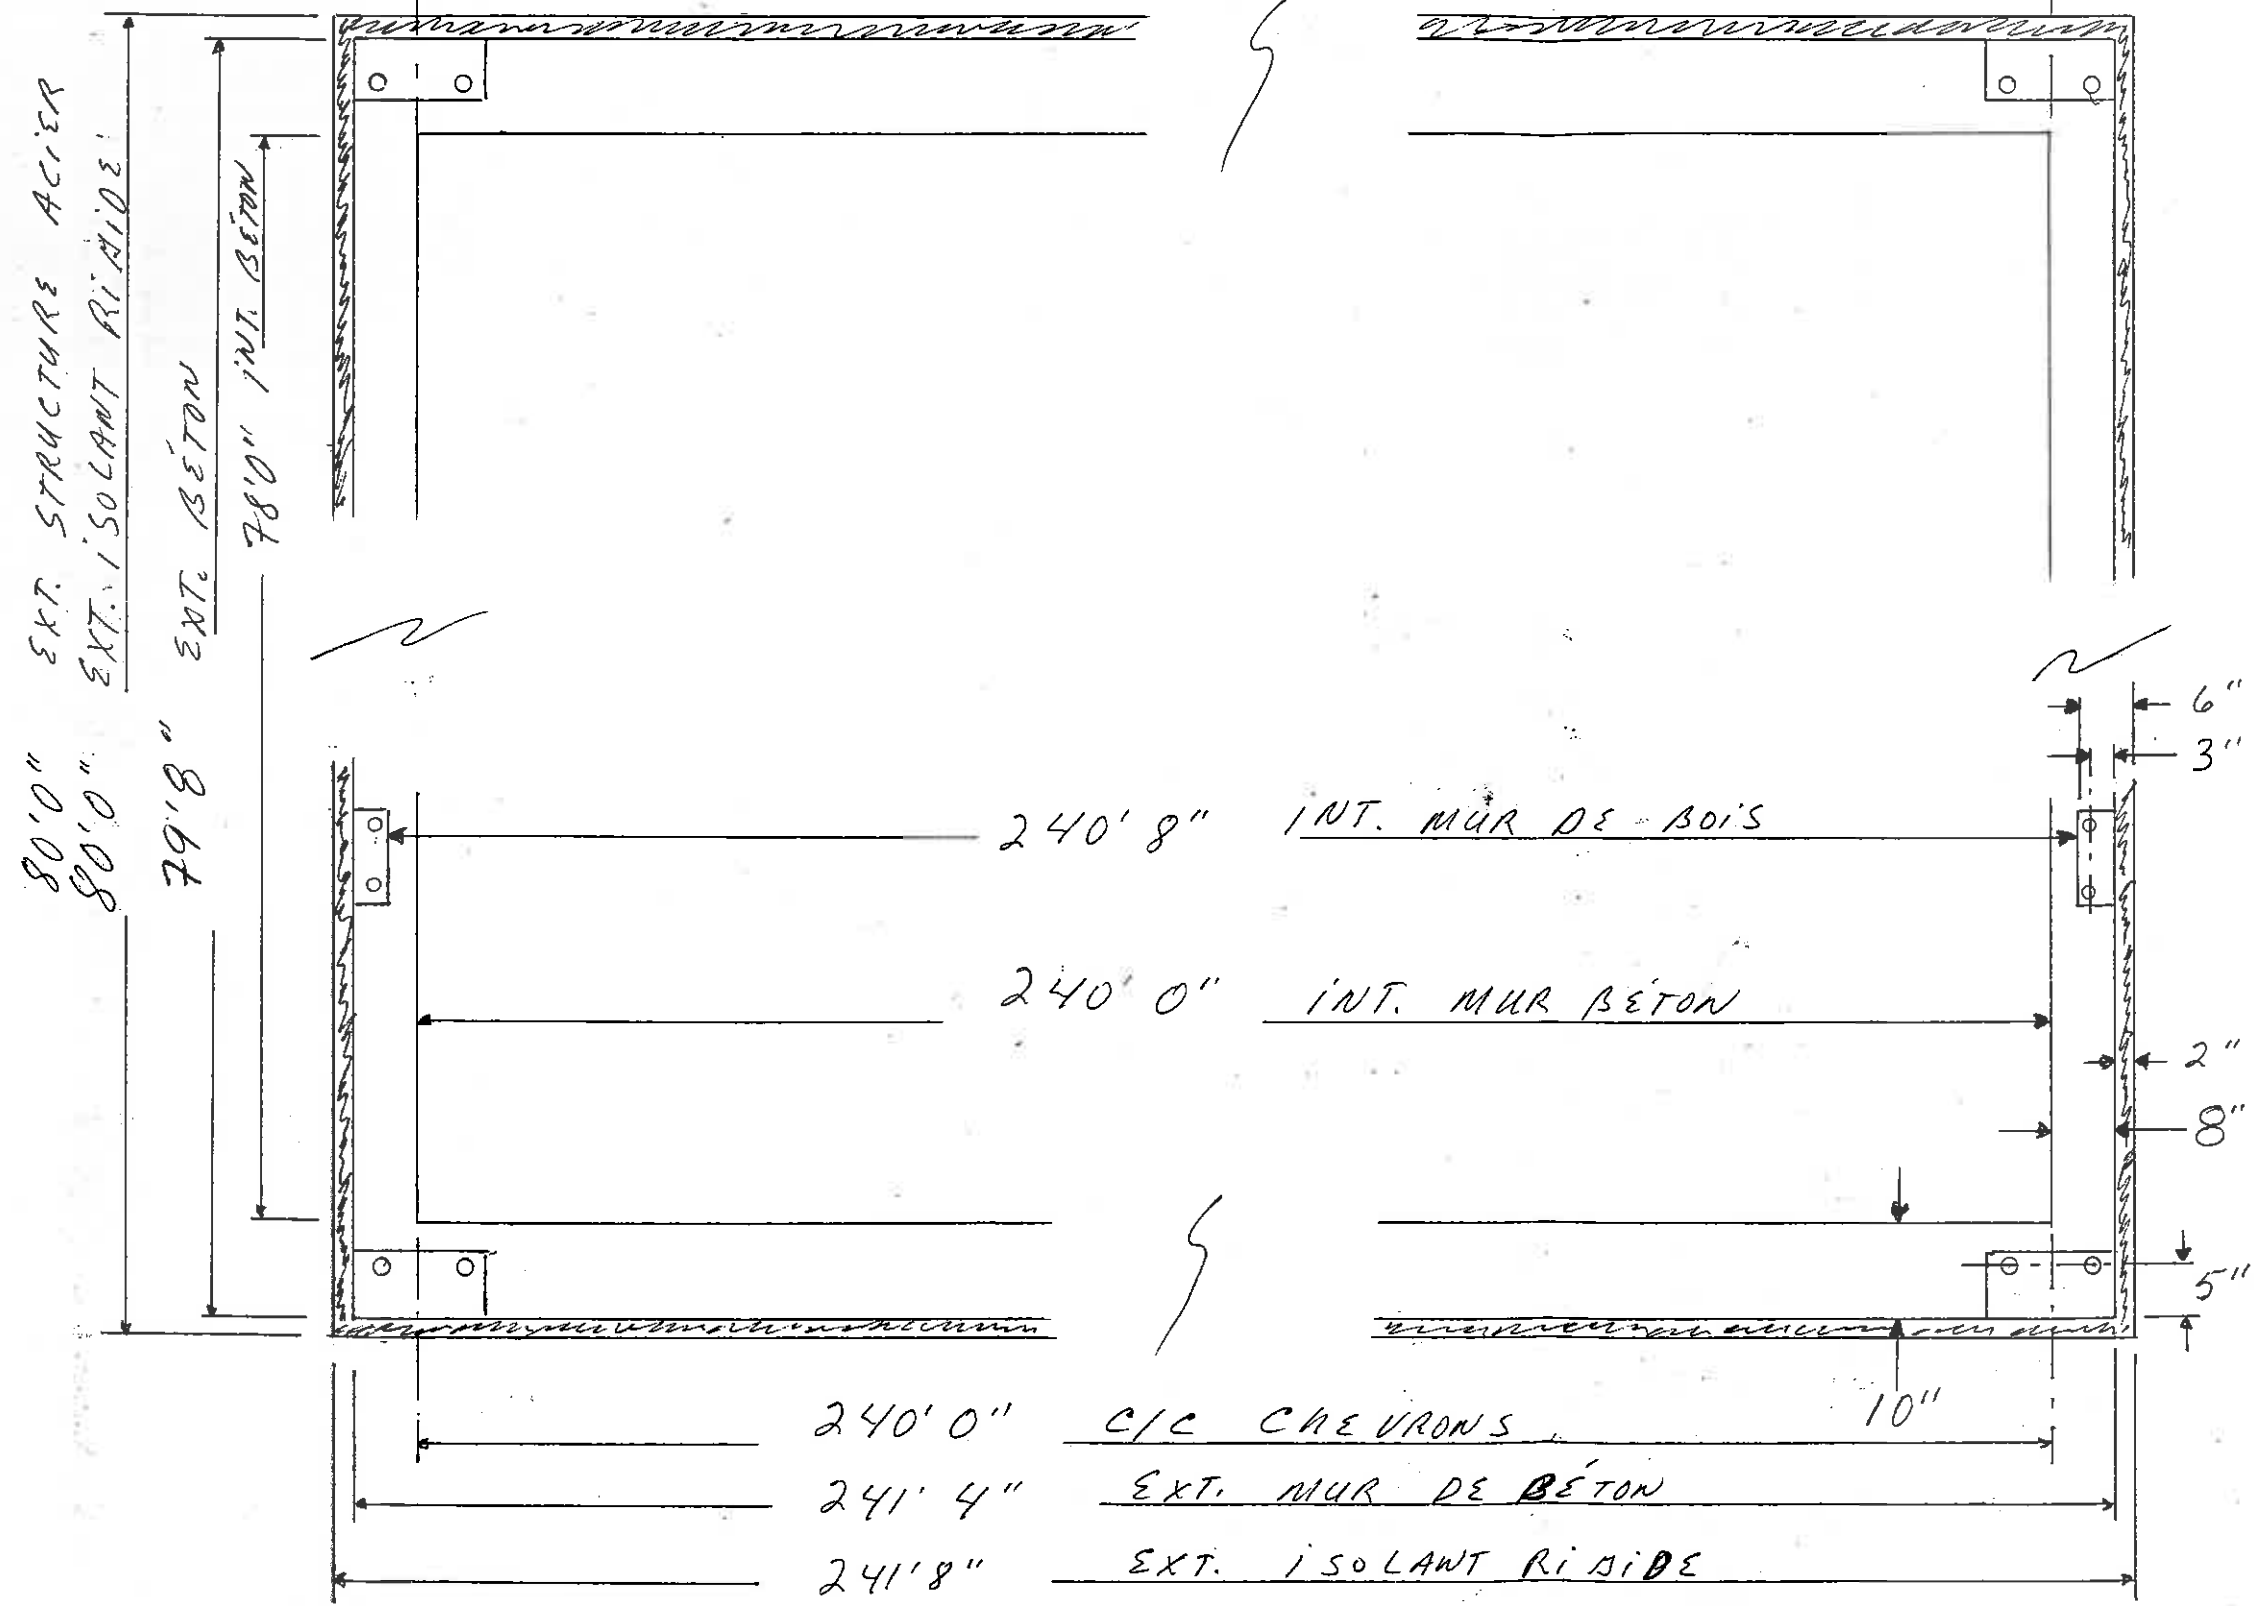 80'0" EXT. STRUCTURE ACIER
80'0" EXT. ISOLANT RIGIDE
79'8" EXT. BÉTON
78'0" INT. BÉTON
6"
3"
240' 8" INT. MUR DE BOIS
240' 0" INT. MUR BÉTON
2"
8"
5"
10"
240' 0" C/C CHEVRONS
241' 4" EXT. MUR DE BÉTON
241' 8" EXT. ISOLANT RIGIDE